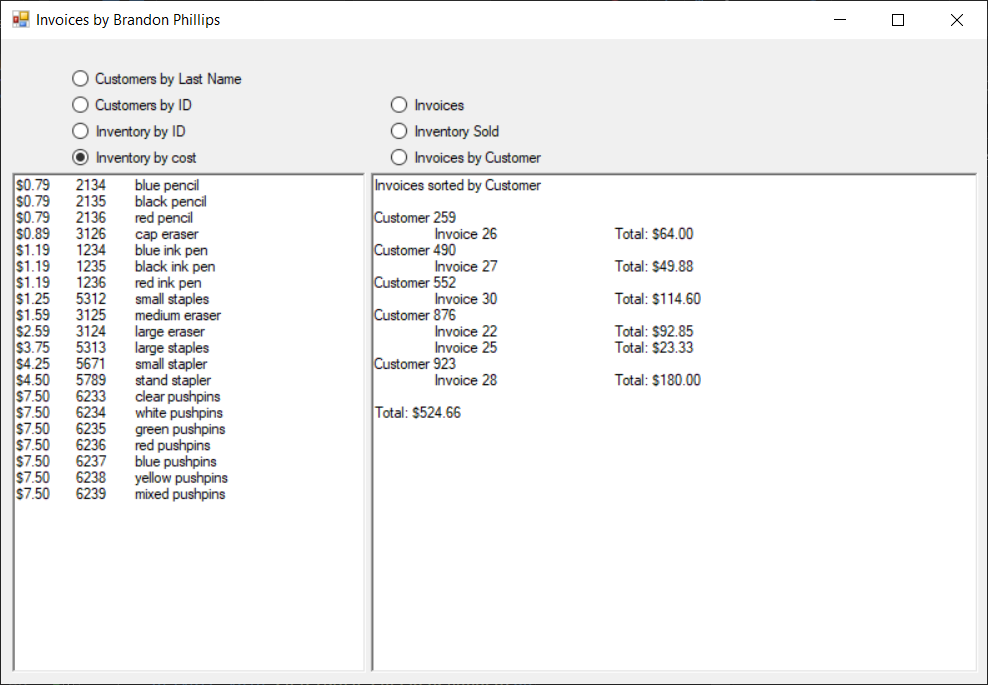 Invoices by Brandon Phillips
Customers by Last Name
Customers by ID
Inventory by ID
Inventory by cost
Invoices
Inventory Sold
Invoices by Customer
$0.79 2134 blue pencil
$0.79 2135 black pencil
$0.79 2136 red pencil
$0.89 3126 cap eraser
$1.19 1234 blue ink pen
$1.19 1235 black ink pen
$1.19 1236 red ink pen
$1.25 5312 small staples
$1.59 3125 medium eraser
$2.59 3124 large eraser
$3.75 5313 large staples
$4.25 5671 small stapler
$4.50 5789 stand stapler
$7.50 6233 clear pushpins
$7.50 6234 white pushpins
$7.50 6235 green pushpins
$7.50 6236 red pushpins
$7.50 6237 blue pushpins
$7.50 6238 yellow pushpins
$7.50 6239 mixed pushpins
Invoices sorted by Customer
Customer 259
Invoice 26 Total: $64.00
Customer 490
Invoice 27 Total: $49.88
Customer 552
Invoice 30 Total: $114.60
Customer 876
Invoice 22 Total: $92.85
Invoice 25 Total: $23.33
Customer 923
Invoice 28 Total: $180.00
Total: $524.66